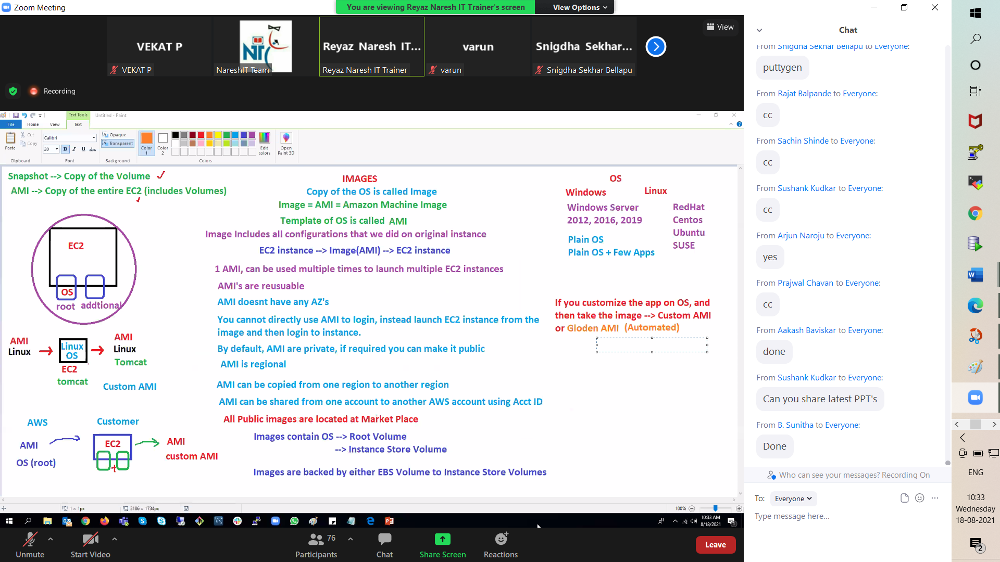 Zoom Meeting
You are viewing Reyaz Naresh IT Trainer's screen
View Options
VEKAT P
VEKAT P
NTC
NareshIT Team
Reyaz Naresh IT...
Reyaz Naresh IT Trainer
varun
varun
Snigdha Sekhar...
Snigdha Sekhar Bellapu
View
Recording
Text Tools
Untitled - Paint
File
Home
View
Text
Paste
Cut
Copy
Clipboard
Calibri
20
B I U abc
Font
Opaque
Transparent
Background
Color 1
Color 2
Edit colors
Colors
Open Paint 3D
Snapshot --> Copy of the Volume
AMI --> Copy of the entire EC2 (includes Volumes)
EC2
OS
root addtional
AMI
Linux
Linux
OS
EC2
tomcat
AMI
Linux
Tomcat
Custom AMI
AWS
Customer
AMI
OS (root)
EC2
AMI
custom AMI
IMAGES
Copy of the OS is called Image
Image = AMI = Amazon Machine Image
Template of OS is called AMI
Image Includes all configurations that we did on original instance
EC2 instance --> Image(AMI) --> EC2 instance
1 AMI, can be used multiple times to launch multiple EC2 instances
AMI's are reusuable
AMI doesnt have any AZ's
You cannot directly use AMI to login, instead launch EC2 instance from the
image and then login to instance.
By default, AMI are private, if required you can make it public
AMI is regional
AMI can be copied from one region to another region
AMI can be shared from one account to another AWS account using Acct ID
All Public images are located at Market Place
Images contain OS --> Root Volume
--> Instance Store Volume
Images are backed by either EBS Volume to Instance Store Volumes
OS
Windows
Linux
Windows Server
2012, 2016, 2019
RedHat
Centos
Ubuntu
SUSE
Plain OS
Plain OS + Few Apps
If you customize the app on OS, and
then take the image --> Custom AMI
or Gloden AMI (Automated)
1 × 1px
3186 × 1734px
100%
10:33 AM
8/18/2021
Unmute
Start Video
Participants
76
Chat
Share Screen
Reactions
Leave
Chat
From Snigdha Sekhar Bellapu to Everyone:
puttygen
From Rajat Balpande to Everyone:
cc
From Sachin Shinde to Everyone:
cc
From Sushank Kudkar to Everyone:
cc
From Arjun Naroju to Everyone:
yes
From Prajwal Chavan to Everyone:
cc
From Aakash Baviskar to Everyone:
done
From Sushank Kudkar to Everyone:
Can you share latest PPT's
From B. Sunitha to Everyone:
Done
Who can see your messages? Recording On
To: Everyone
Type message here...
ENG
10:33
Wednesday
18-08-2021
2